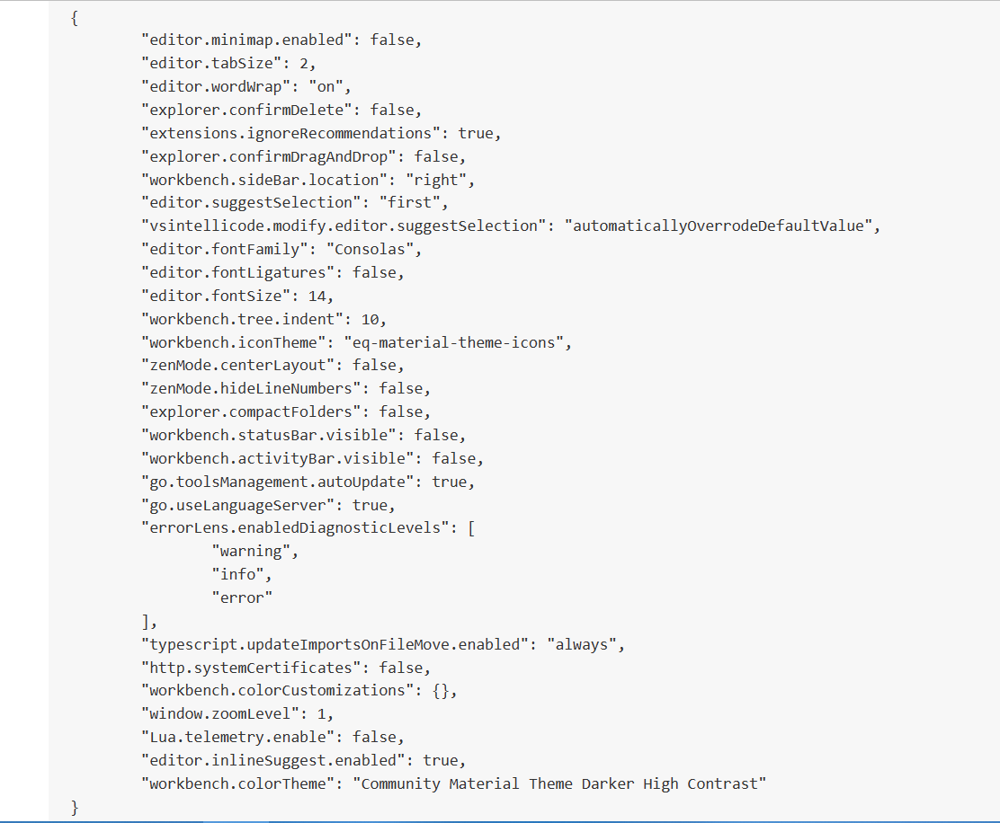 {
"editor.minimap.enabled": false,
"editor.tabSize": 2,
"editor.wordWrap": "on",
"explorer.confirmDelete": false,
"extensions.ignoreRecommendations": true,
"explorer.confirmDragAndDrop": false,
"workbench.sideBar.location": "right",
"editor.suggestSelection": "first",
"vsintellicode.modify.editor.suggestSelection": "automaticallyOverrodeDefaultValue",
"editor.fontFamily": "Consolas",
"editor.fontLigatures": false,
"editor.fontSize": 14,
"workbench.tree.indent": 10,
"workbench.iconTheme": "eq-material-theme-icons",
"zenMode.centerLayout": false,
"zenMode.hideLineNumbers": false,
"explorer.compactFolders": false,
"workbench.statusBar.visible": false,
"workbench.activityBar.visible": false,
"go.toolsManagement.autoUpdate": true,
"go.useLanguageServer": true,
"errorLens.enabledDiagnosticLevels": [
"warning",
"info",
"error"
],
"typescript.updateImportsOnFileMove.enabled": "always",
"http.systemCertificates": false,
"workbench.colorCustomizations": {},
"window.zoomLevel": 1,
"Lua.telemetry.enable": false,
"editor.inlineSuggest.enabled": true,
"workbench.colorTheme": "Community Material Theme Darker High Contrast"
}